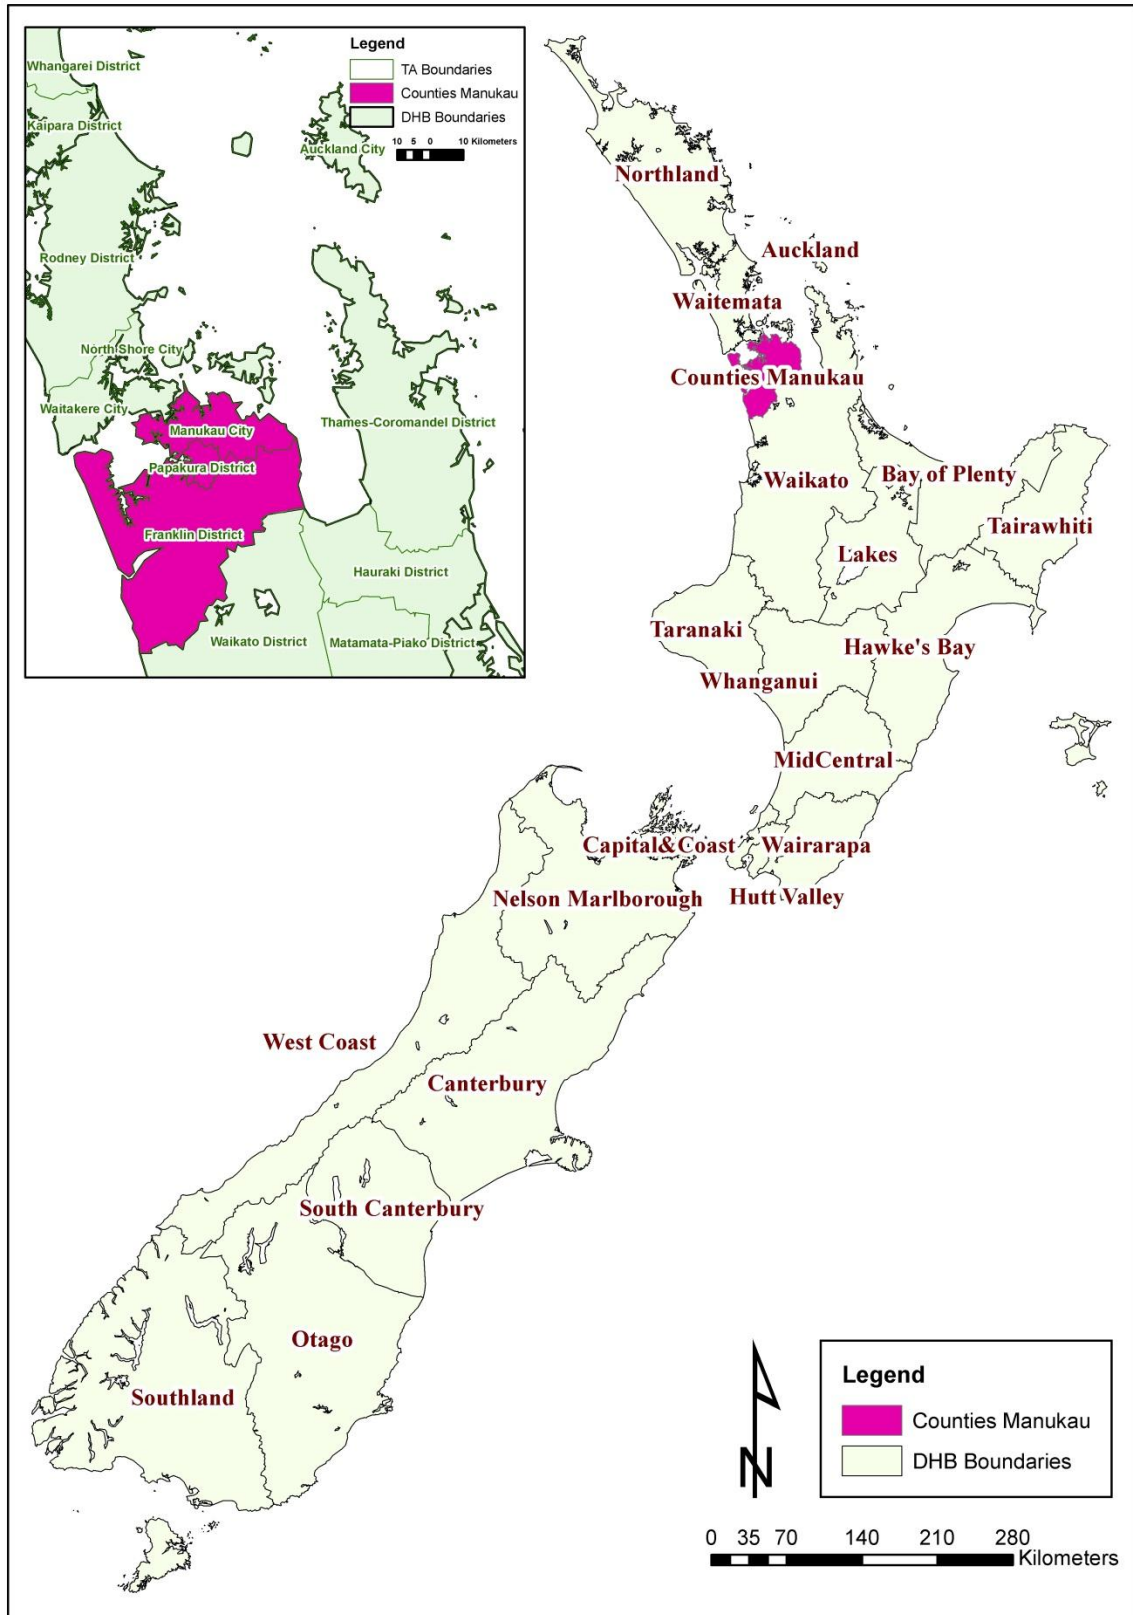 Legend
TA Boundaries
Counties Manukau
DHB Boundaries
10 5 0 10 Kilometers
Whangarei District
Kaipara District
Auckland City
Rodney District
North Shore City
Waitakere City
Thames-Coromandel District
Manukau City
Papakura District
Franklin District
Hauraki District
Waikato District
Matamata-Piako District
Northland
Auckland
Waitemata
Counties Manukau
Waikato
Bay of Plenty
Tairawhiti
Lakes
Taranaki
Hawke's Bay
Whanganui
MidCentral
Capital&Coast
Wairarapa
Nelson Marlborough
Hutt Valley
West Coast
Canterbury
South Canterbury
Otago
Southland
N
Legend
Counties Manukau
DHB Boundaries
0 35 70 140 210 280
Kilometers